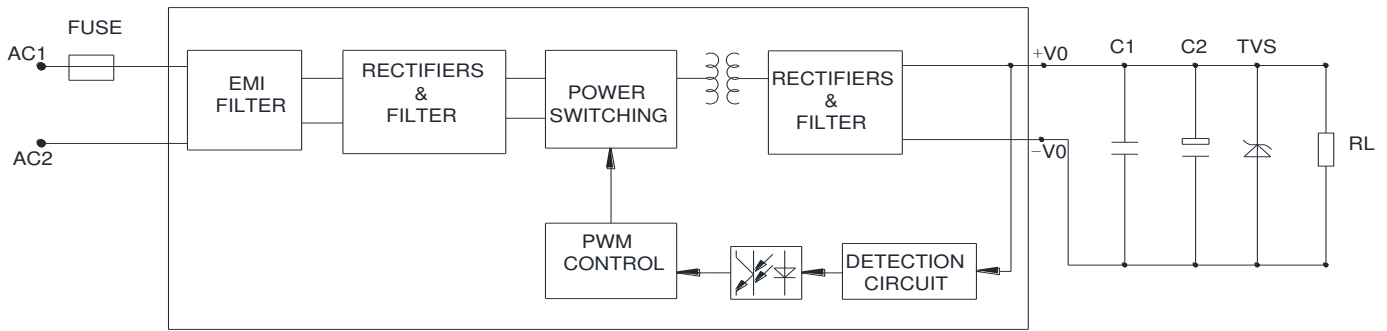 FUSE
AC1
AC2
EMI
FILTER
RECTIFIERS
&
FILTER
POWER
SWITCHING
RECTIFIERS
&
FILTER
+V0
−V0
C1
C2
TVS
RL
PWM
CONTROL
DETECTION
CIRCUIT